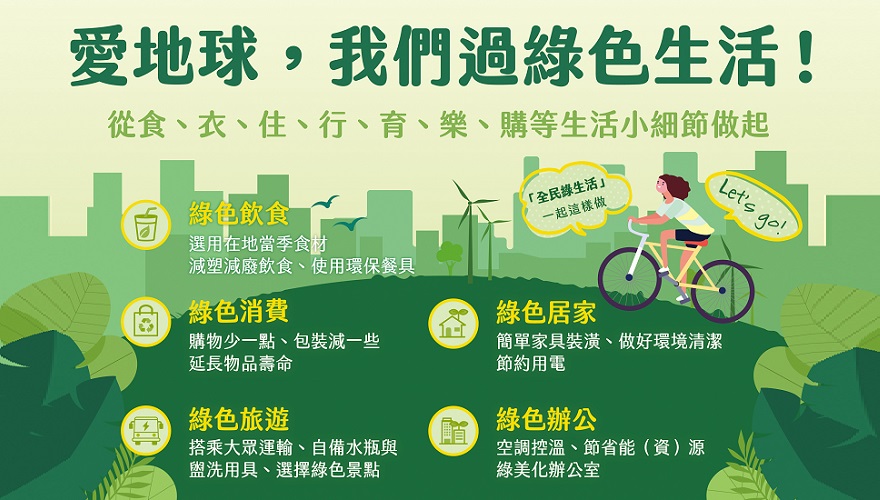 愛地球，我們過綠色生活！
從食、衣、住、行、育、樂、購等生活小細節做起
「全民綠生活」
一起這樣做
Let's go!
綠色飲食
選用在地當季食材
減塑減廢飲食、使用環保餐具
綠色消費
購物少一點、包裝減一些
延長物品壽命
綠色居家
簡單家具裝潢、做好環境清潔
節約用電
綠色旅遊
搭乘大眾運輸、自備水瓶與
盥洗用具、選擇綠色景點
綠色辦公
空調控溫、節省能（資）源
綠美化辦公室